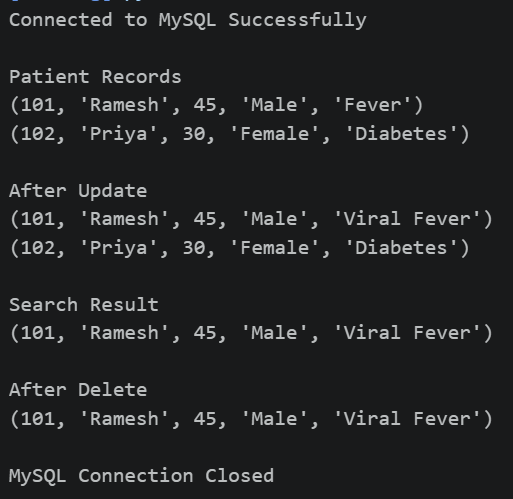 Connected to MySQL Successfully
Patient Records
(101, 'Ramesh', 45, 'Male', 'Fever')
(102, 'Priya', 30, 'Female', 'Diabetes')
After Update
(101, 'Ramesh', 45, 'Male', 'Viral Fever')
(102, 'Priya', 30, 'Female', 'Diabetes')
Search Result
(101, 'Ramesh', 45, 'Male', 'Viral Fever')
After Delete
(101, 'Ramesh', 45, 'Male', 'Viral Fever')
MySQL Connection Closed